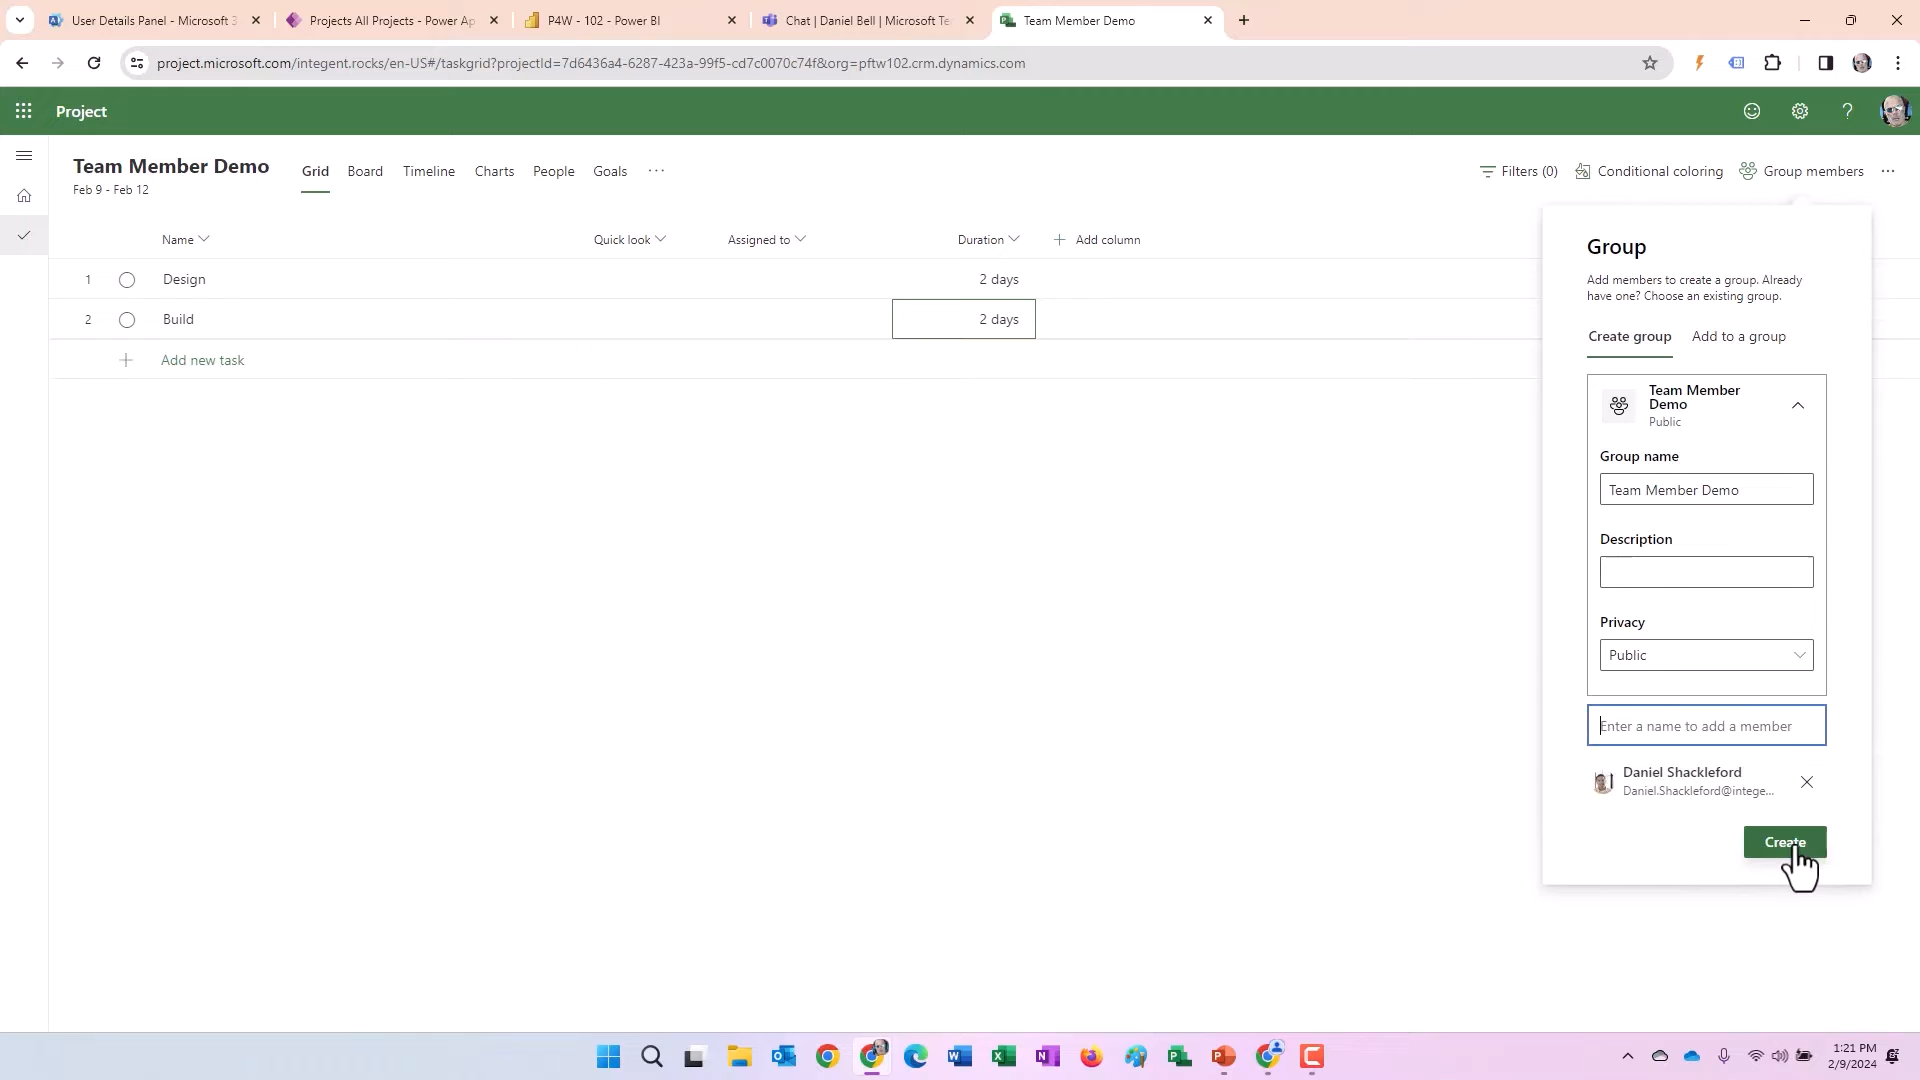 User Details Panel - Microsoft 3
Projects All Projects - Power Ap
P4W - 102 - Power BI
Chat | Daniel Bell | Microsoft Te
Team Member Demo
project.microsoft.com/integent.rocks/en-US#/taskgrid?projectId=7d6436a4-6287-423a-99f5-cd7c0070c74f&org=pftw102.crm.dynamics.com
Project
Team Member Demo
Feb 9 - Feb 12
Grid Board Timeline Charts People Goals ...
Filters (0) Conditional coloring Group members ...
Name Quick look Assigned to Duration Add column
1 Design 2 days
2 Build 2 days
Add new task
Group
Add members to create a group. Already
have one? Choose an existing group.
Create group Add to a group
Team Member
Demo
Public
Group name
Team Member Demo
Description
Privacy
Public
Enter a name to add a member
Daniel Shackleford
Daniel.Shackleford@intege...
Create
1:21 PM
2/9/2024